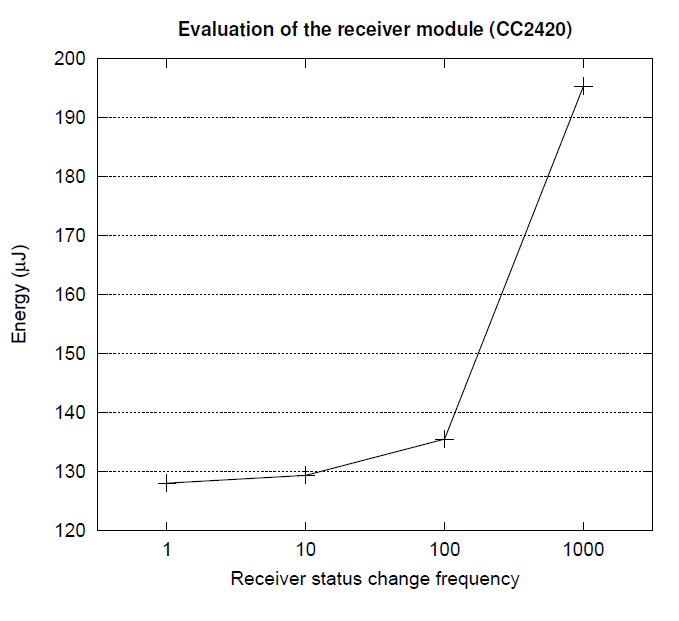 Evaluation of the receiver module (CC2420)
200
190
180
170
160
150
140
130
120
Energy (μJ)
1 10 100 1000
Receiver status change frequency